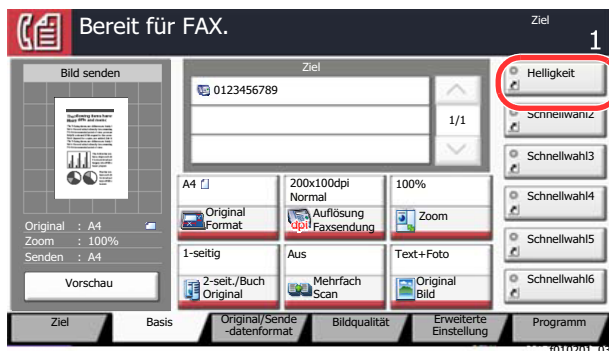 Bereit für FAX.
Ziel
1
Bild senden
Original : A4
Zoom : 100%
Senden : A4
Vorschau
Ziel
0123456789
1/1
A4
Original
Format
200x100dpi
Normal
dpi
Auflösung
Faxsendung
100%
Zoom
1-seitig
2-seit./Buch
Original
Aus
Mehrfach
Scan
Text+Foto
Original
Bild
Helligkeit
Schnellwahl2
Schnellwahl3
Schnellwahl4
Schnellwahl5
Schnellwahl6
Ziel
Basis
Original/Sende
-datenformat
Bildqualität
Erweiterte
Einstellung
Programm
f010201_03